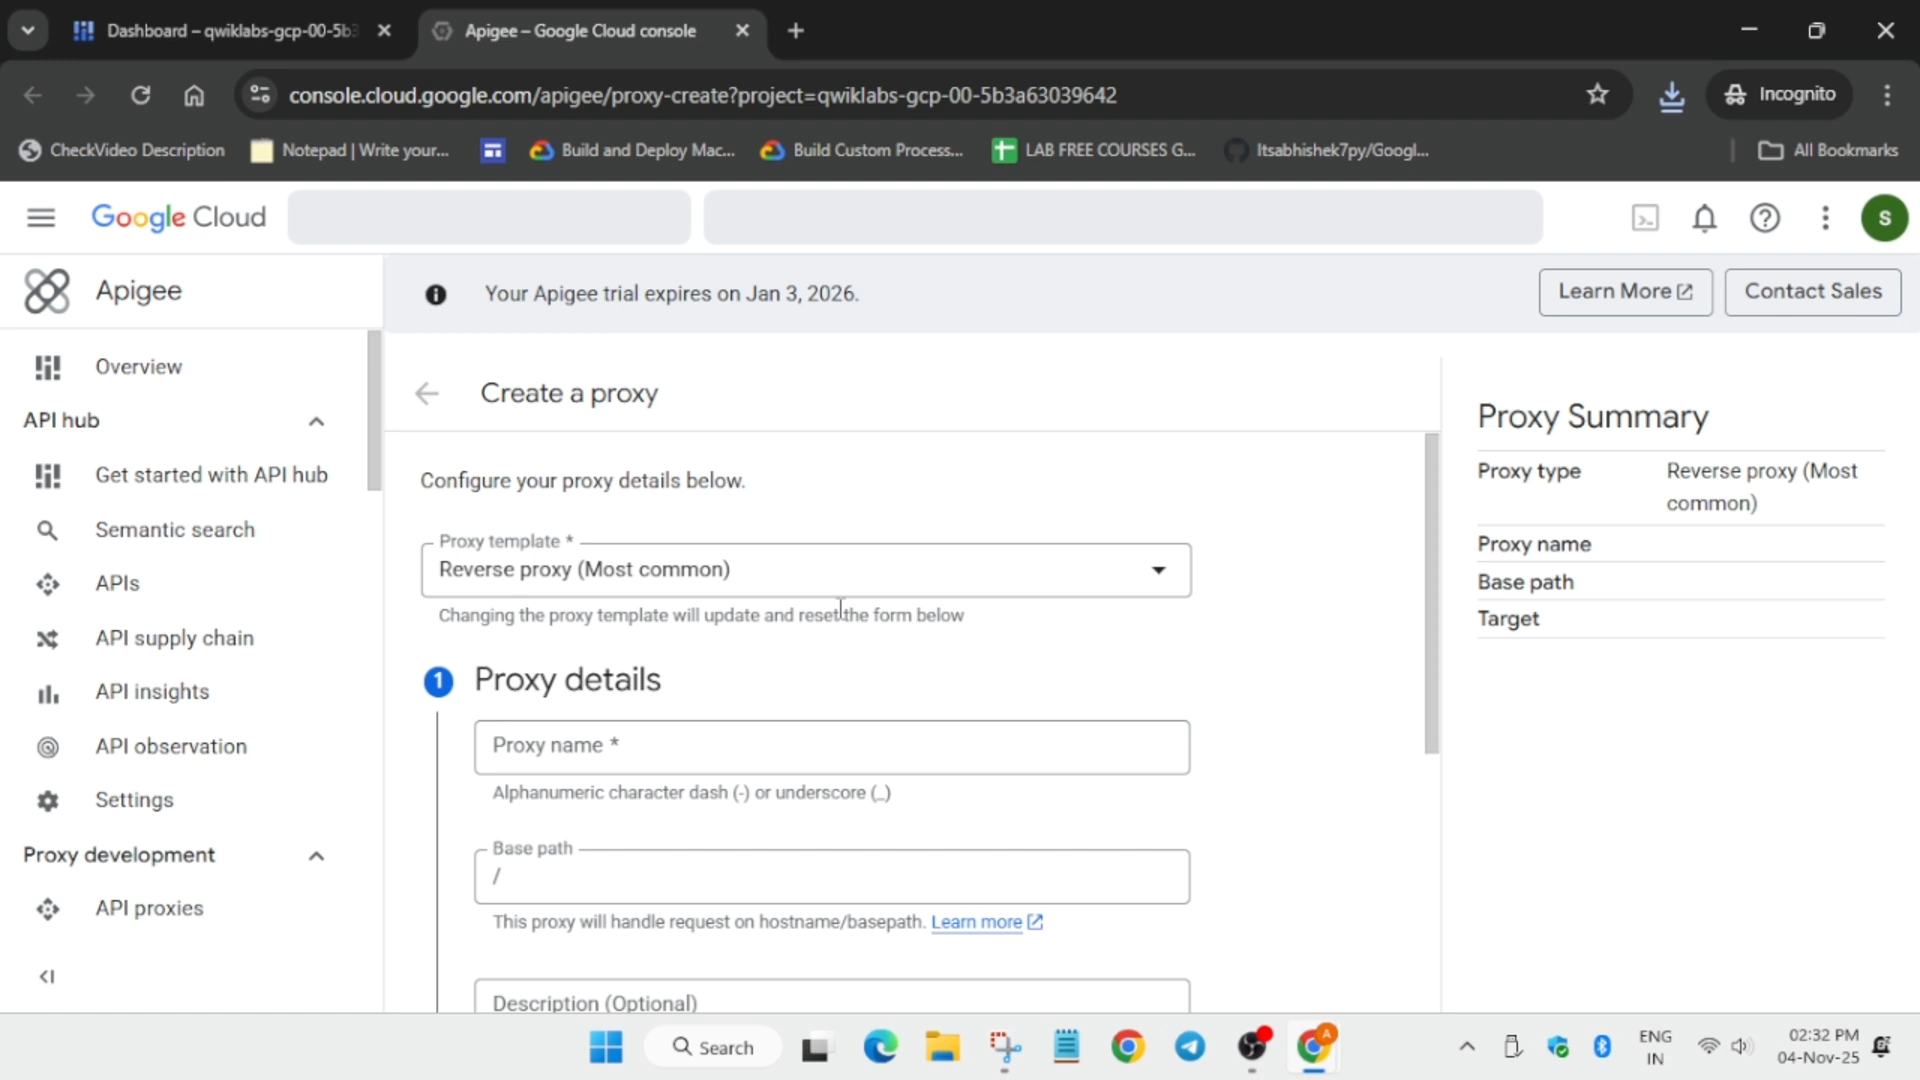 Dashboard – qwiklabs-gcp-00-5b3
Apigee – Google Cloud console
console.cloud.google.com/apigee/proxy-create?project=qwiklabs-gcp-00-5b3a63039642
Incognito
CheckVideo Description
Notepad | Write your...
Build and Deploy Mac...
Build Custom Process...
LAB FREE COURSES G...
Itsabhishek7py/Googl...
All Bookmarks
Google Cloud
S
Apigee
Your Apigee trial expires on Jan 3, 2026.
Learn More
Contact Sales
Overview
API hub
Get started with API hub
Semantic search
APIs
API supply chain
API insights
API observation
Settings
Proxy development
API proxies
Create a proxy
Configure your proxy details below.
Proxy template *
Reverse proxy (Most common)
Changing the proxy template will update and reset the form below
1 Proxy details
Proxy name *
Alphanumeric character dash (-) or underscore (_)
Base path
/
This proxy will handle request on hostname/basepath. Learn more
Description (Optional)
Proxy Summary
Proxy type Reverse proxy (Most
common)
Proxy name
Base path
Target
Search
A
ENG
IN
02:32 PM
04-Nov-25